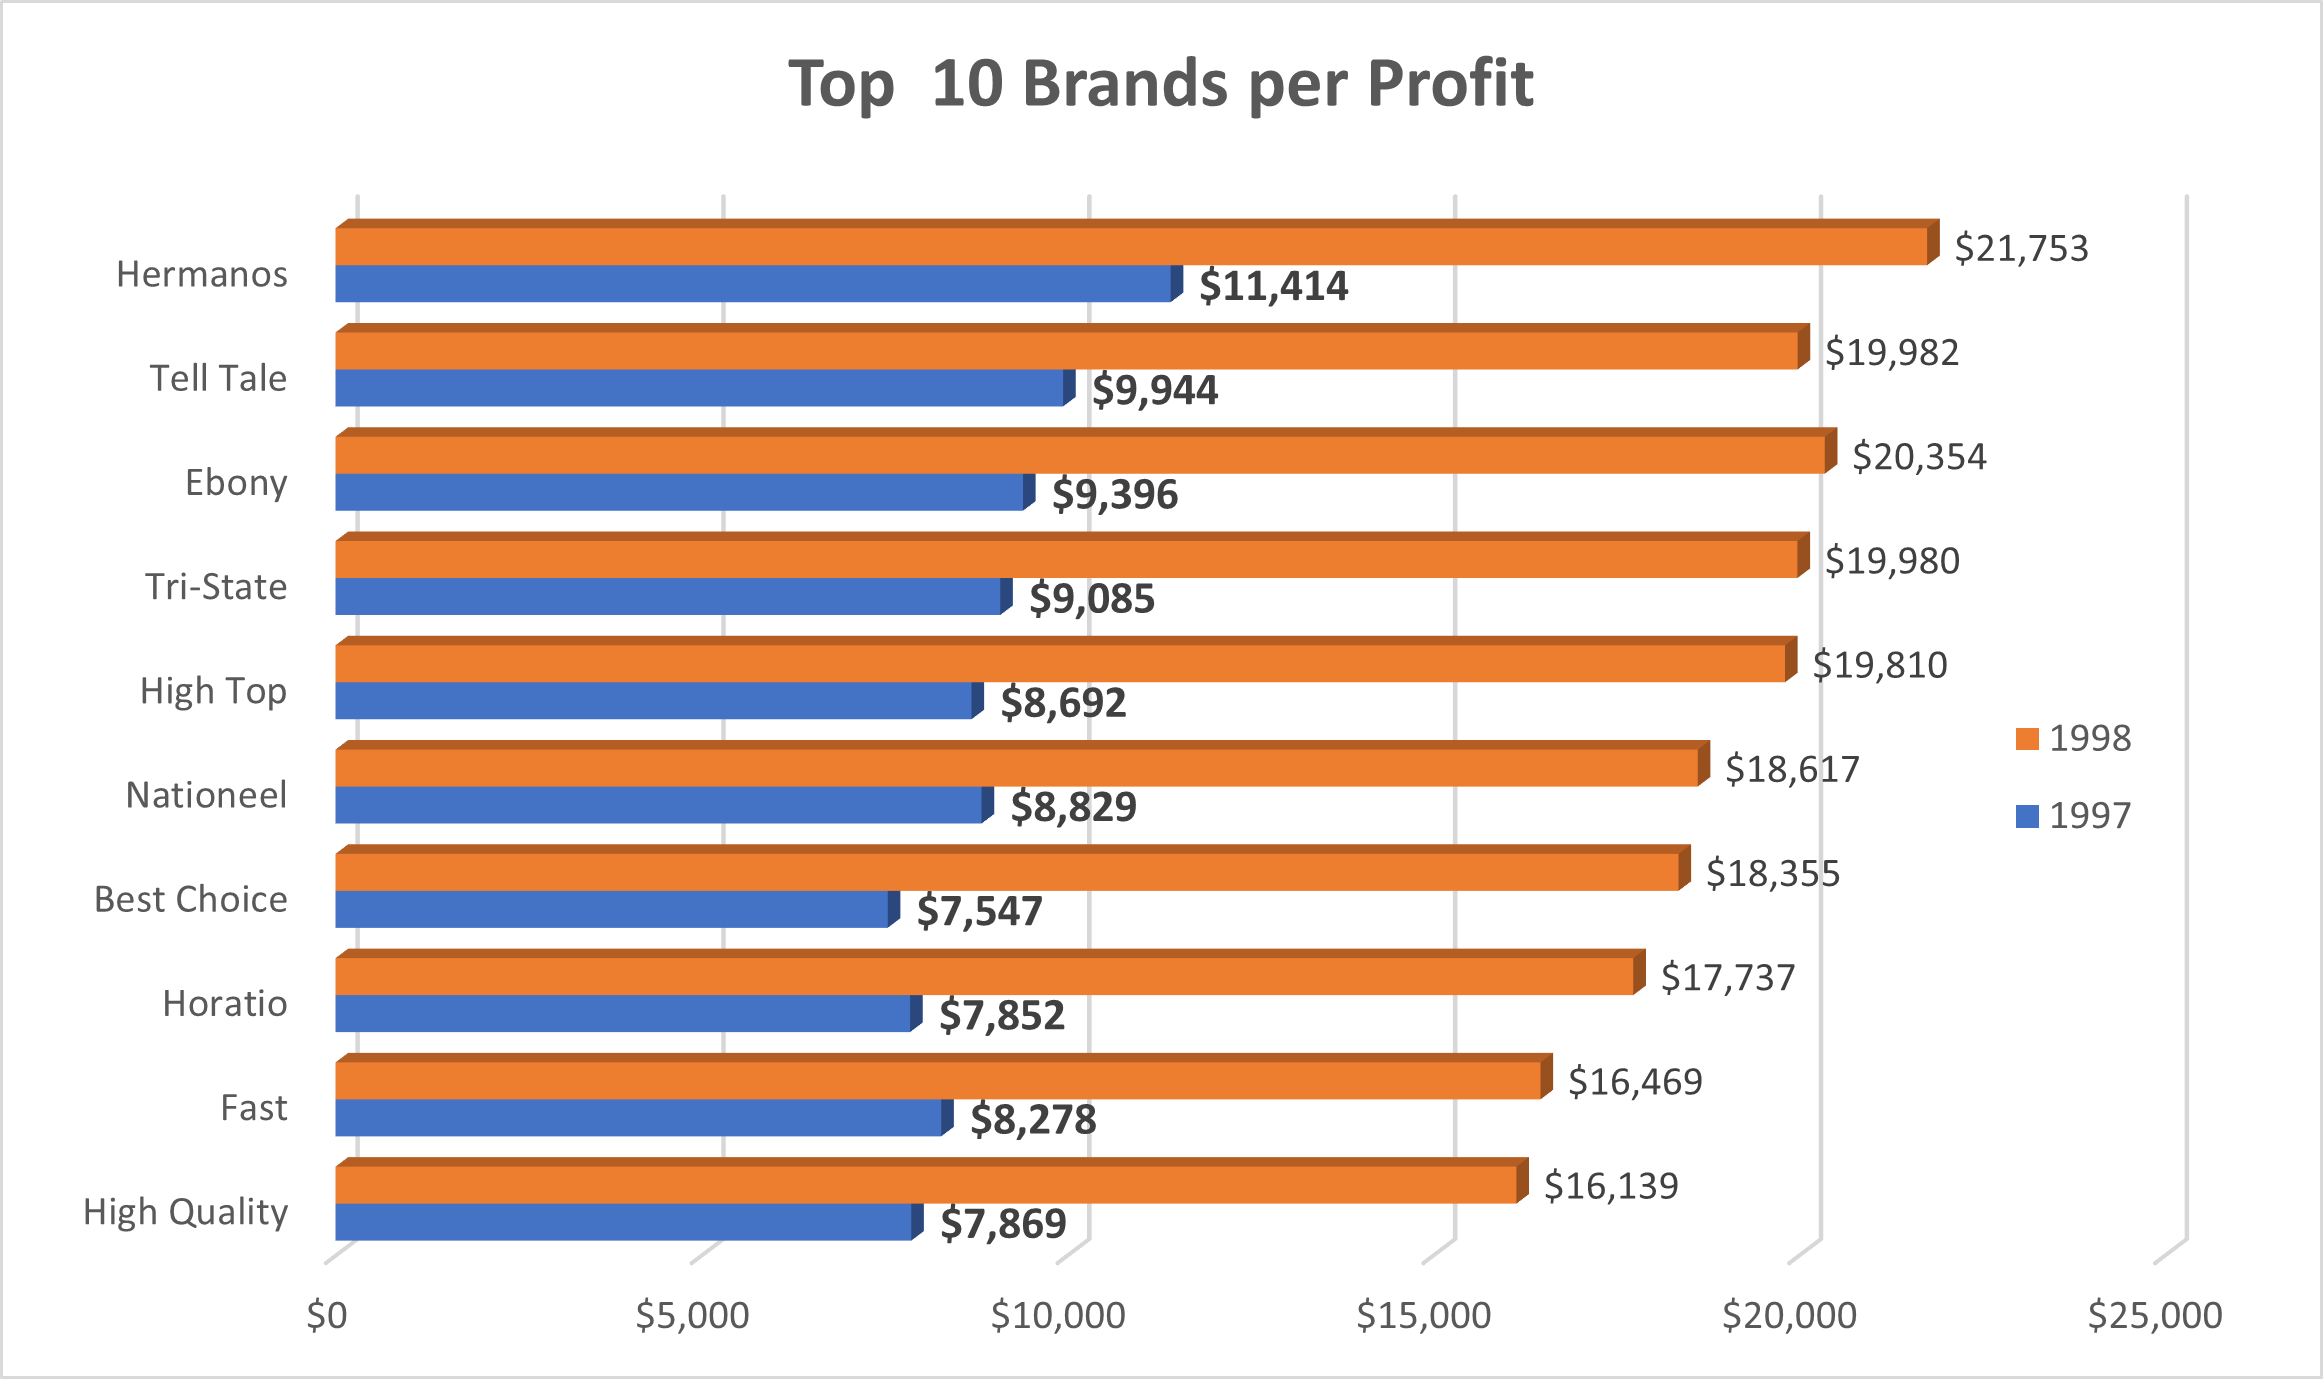 Top  10 Brands per Profit
Hermanos
$21,753
$11,414
Tell Tale
$19,982
$9,944
Ebony
$20,354
$9,396
Tri-State
$19,980
$9,085
High Top
$19,810
$8,692
Nationeel
$18,617
$8,829
Best Choice
$18,355
$7,547
Horatio
$17,737
$7,852
Fast
$16,469
$8,278
High Quality
$16,139
$7,869
1998
1997
$0 $5,000 $10,000 $15,000 $20,000 $25,000